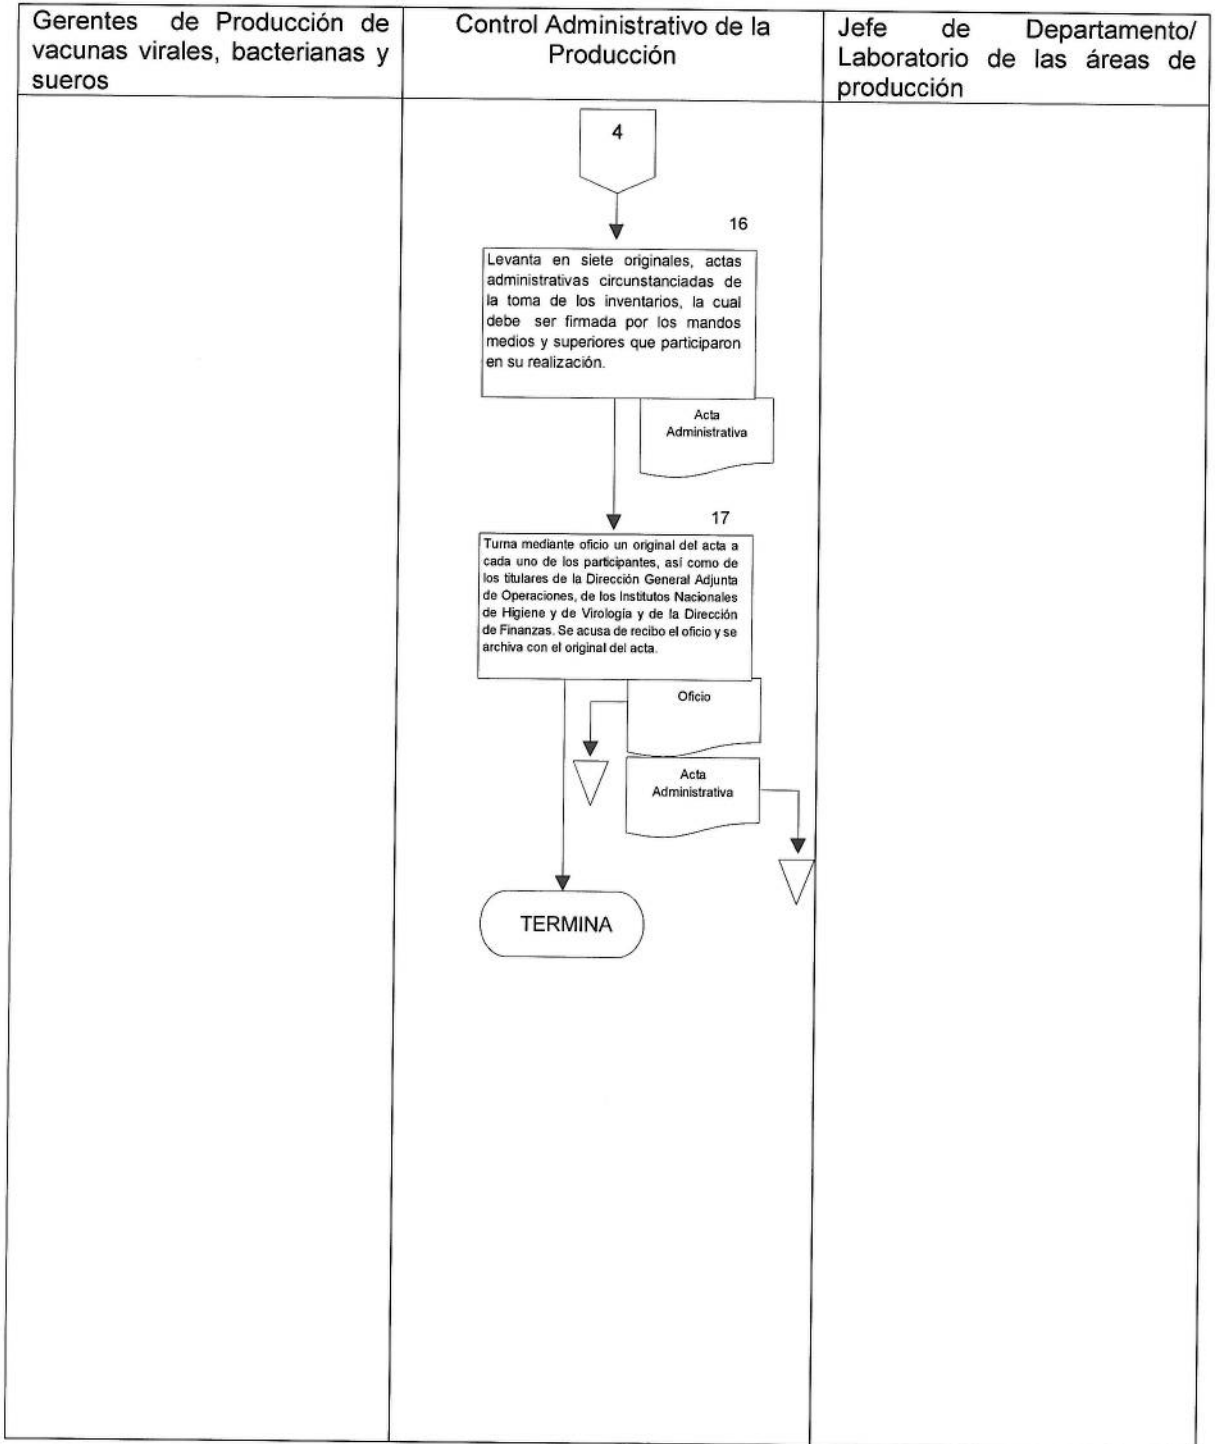 Gerentes de Producción de
vacunas virales, bacterianas y
sueros
Control Administrativo de la
Producción
Jefe de Departamento/
Laboratorio de las áreas de
producción
4
16
Levanta en siete originales, actas
administrativas circunstanciadas de
la toma de los inventarios, la cual
debe ser firmada por los mandos
medios y superiores que participaron
en su realización.
Acta
Administrativa
17
Turna mediante oficio un original del acta a
cada uno de los participantes, así como de
los titulares de la Dirección General Adjunta
de Operaciones, de los Institutos Nacionales
de Higiene y de Virología y de la Dirección
de Finanzas. Se acusa de recibo el oficio y se
archiva con el original del acta.
Oficio
Acta
Administrativa
TERMINA